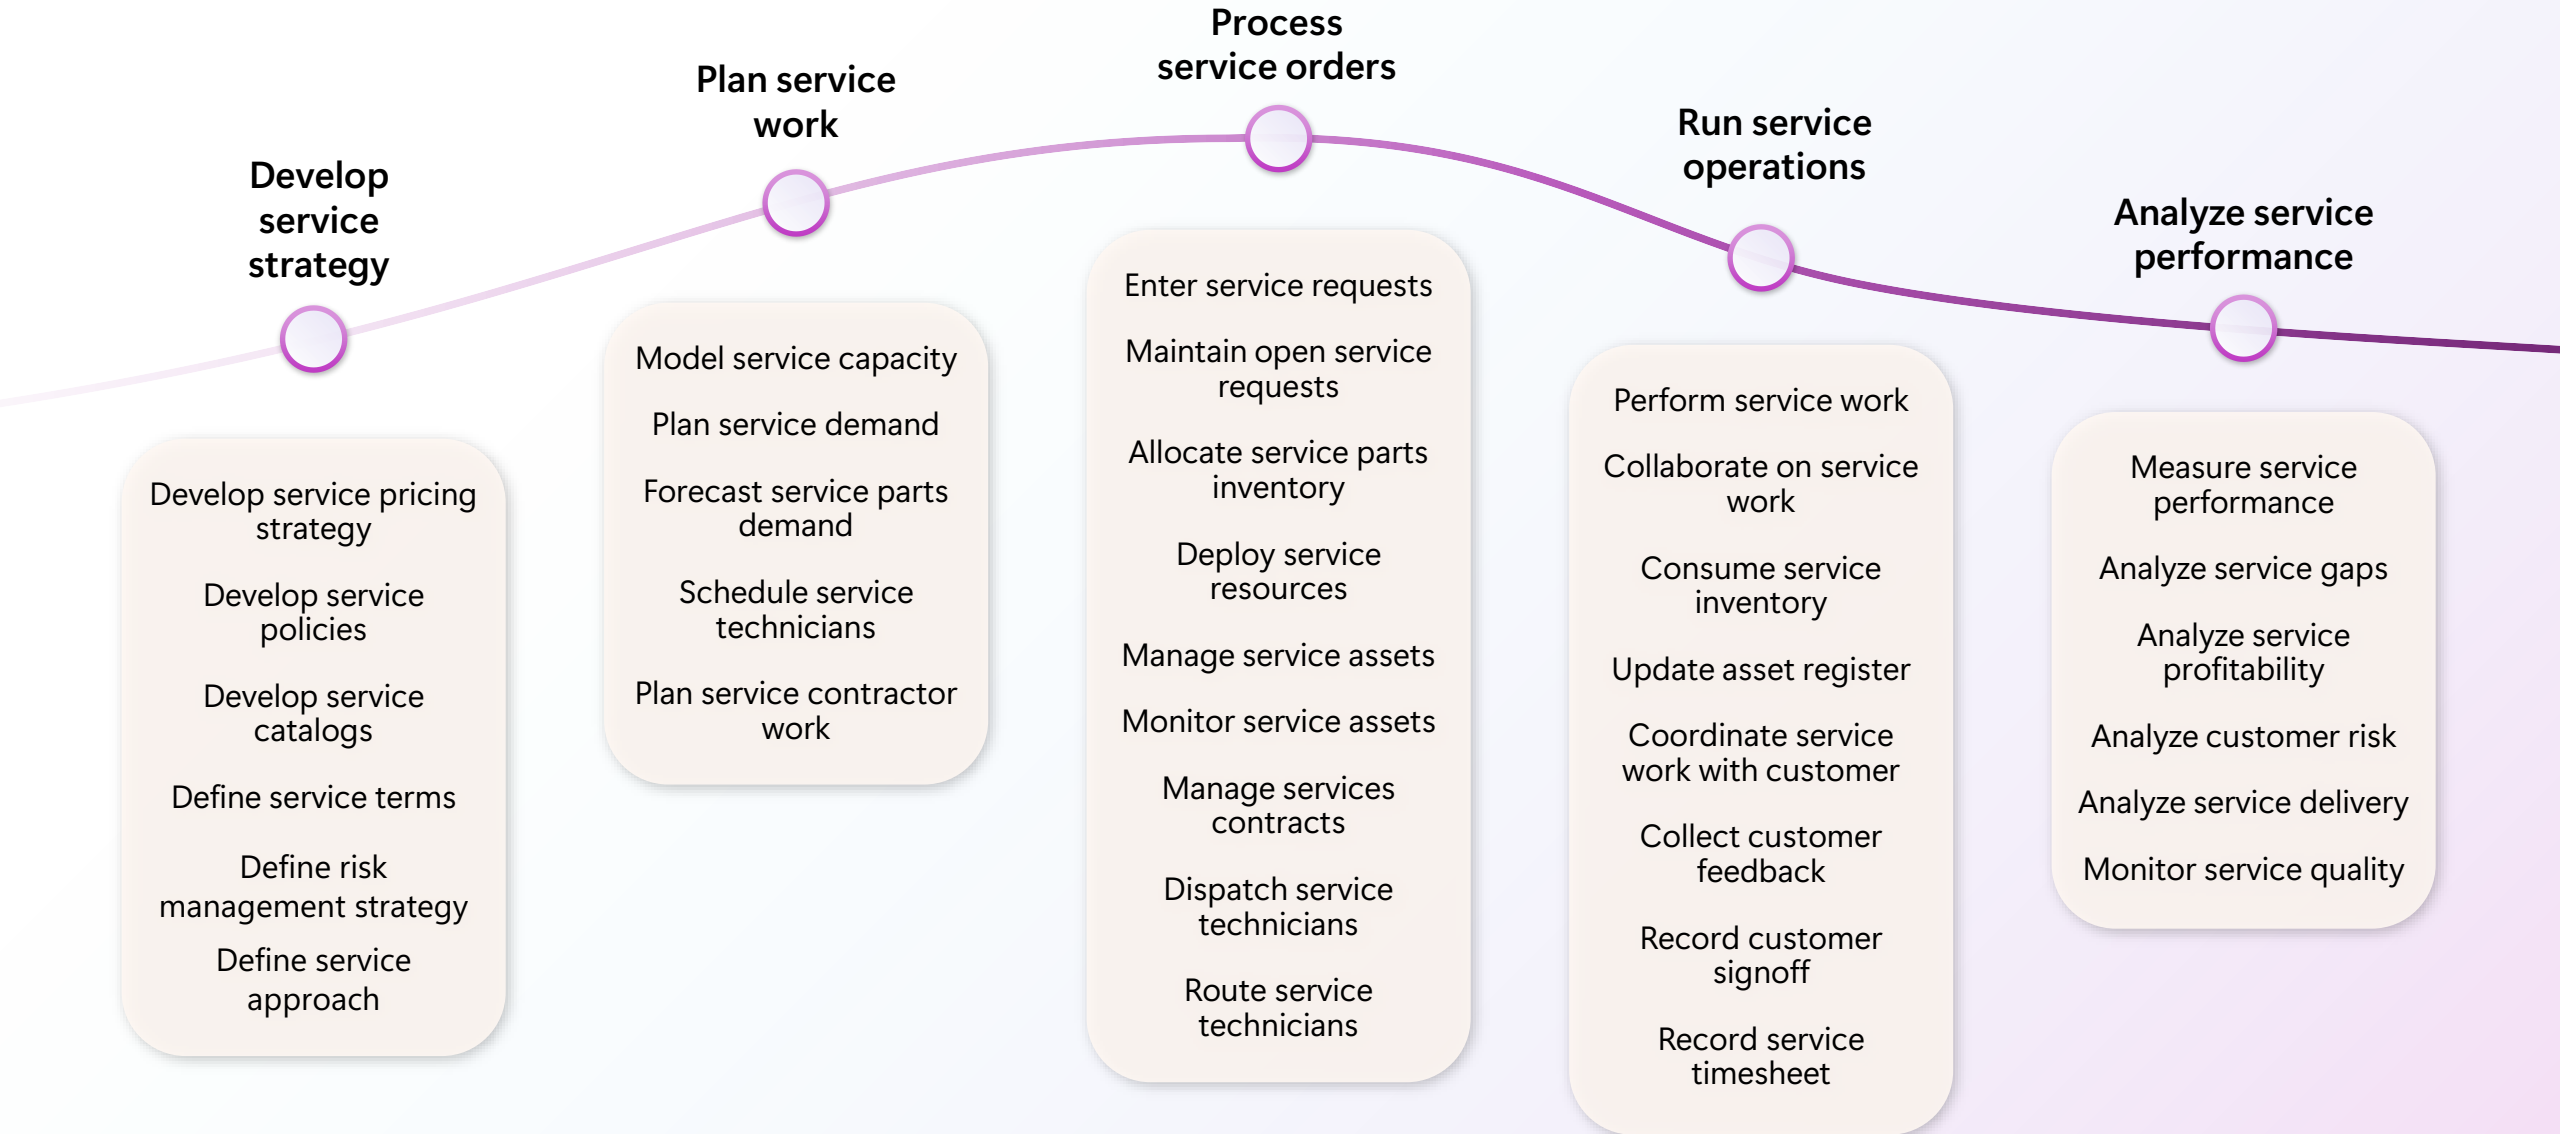 Develop
service
strategy
Develop service pricing
strategy
Develop service
policies
Develop service
catalogs
Define service terms
Define risk
management strategy
Define service
approach
Plan service
work
Model service capacity
Plan service demand
Forecast service parts
demand
Schedule service
technicians
Plan service contractor
work
Process
service orders
Enter service requests
Maintain open service
requests
Allocate service parts
inventory
Deploy service
resources
Manage service assets
Monitor service assets
Manage services
contracts
Dispatch service
technicians
Route service
technicians
Run service
operations
Perform service work
Collaborate on service
work
Consume service
inventory
Update asset register
Coordinate service
work with customer
Collect customer
feedback
Record customer
signoff
Record service
timesheet
Analyze service
performance
Measure service
performance
Analyze service gaps
Analyze service
profitability
Analyze customer risk
Analyze service delivery
Monitor service quality